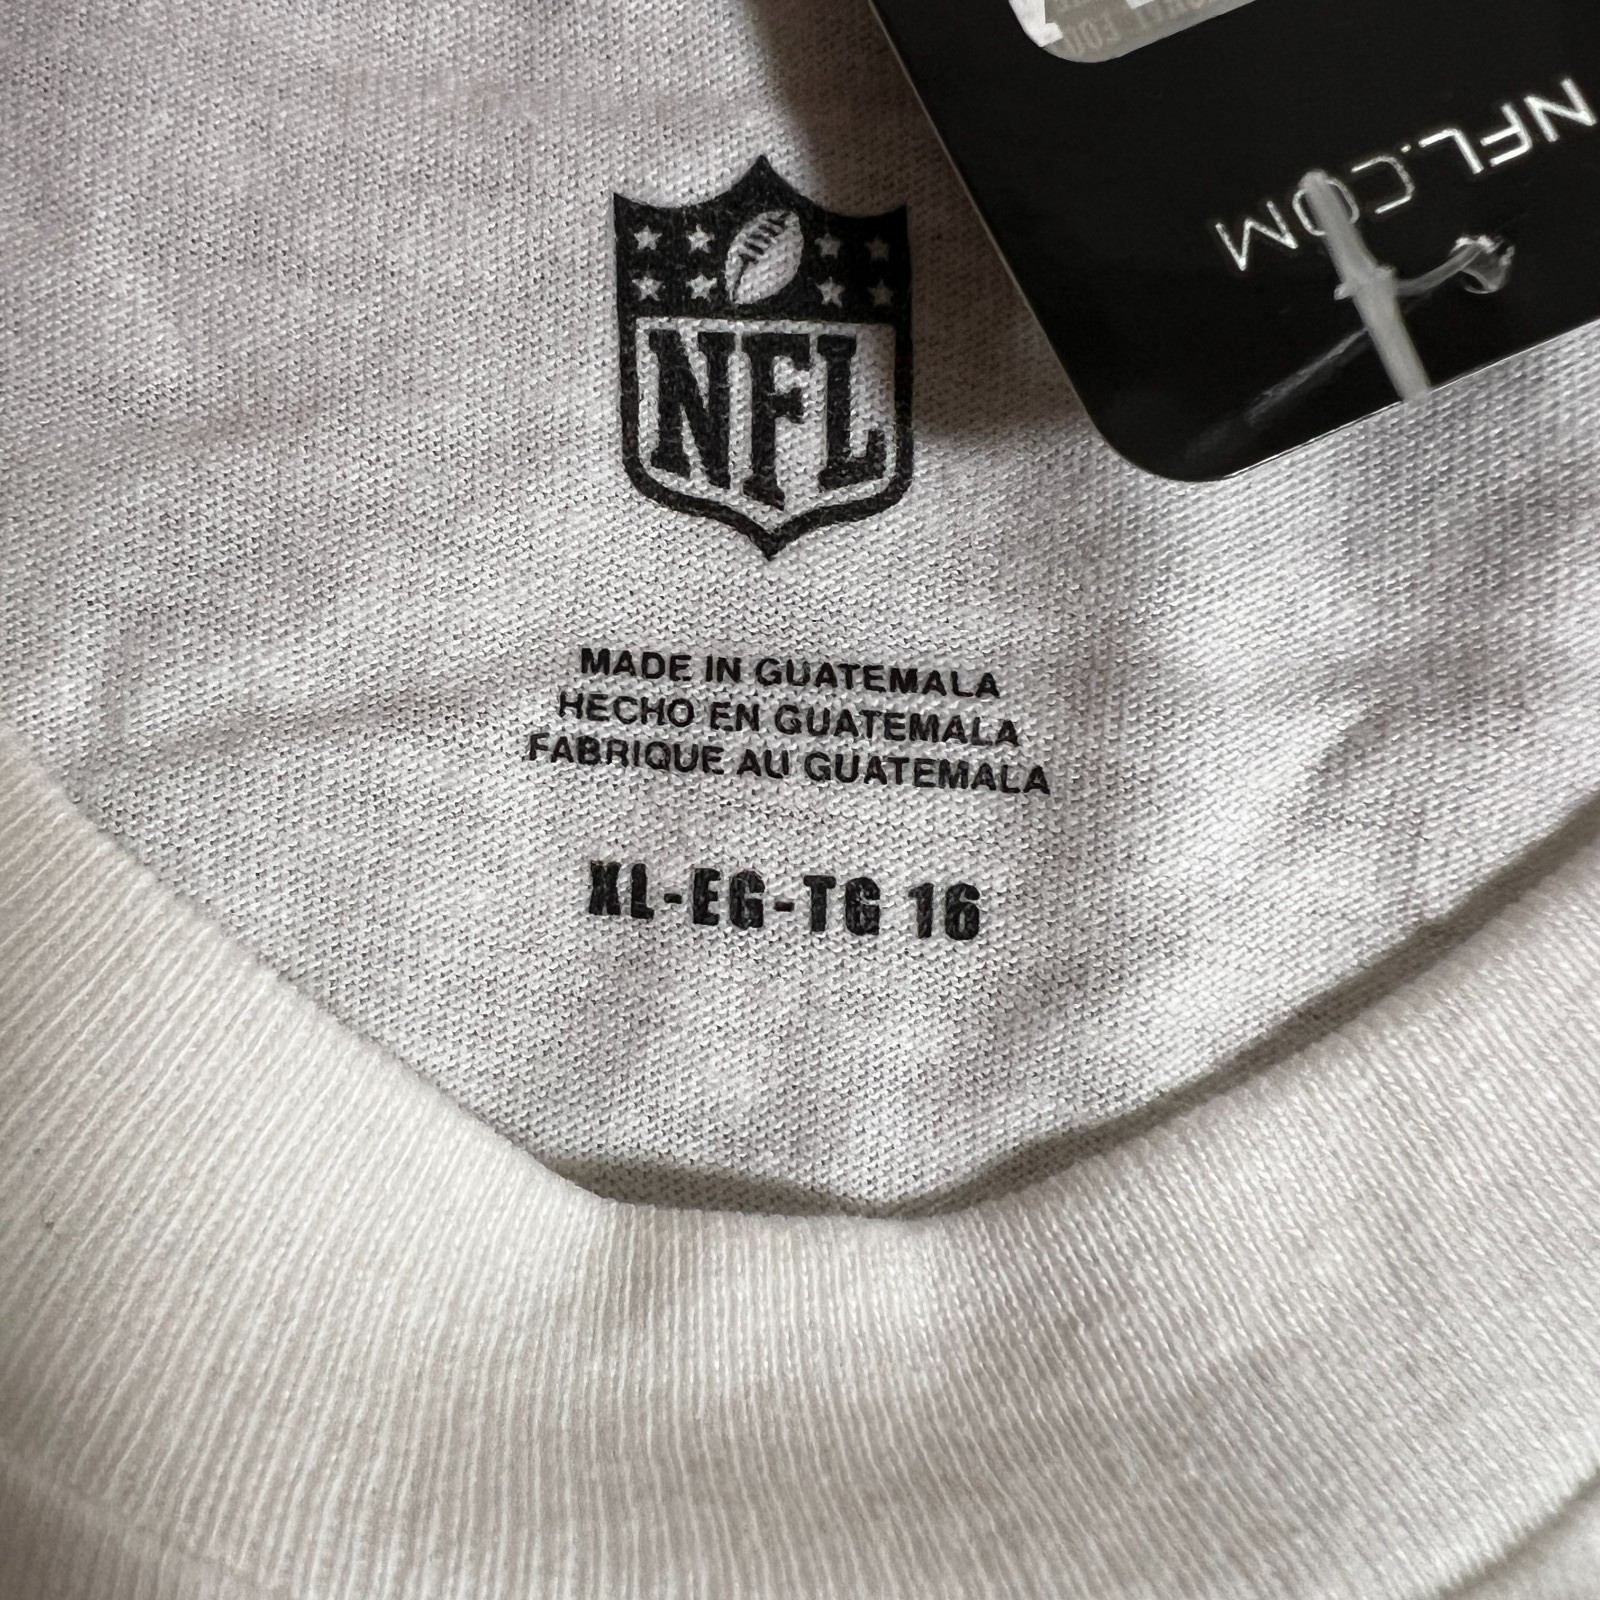 NFL.COM
NFL
MADE IN GUATEMALA
HECHO EN GUATEMALA
FABRIQUE AU GUATEMALA
XL-EG-TG 16